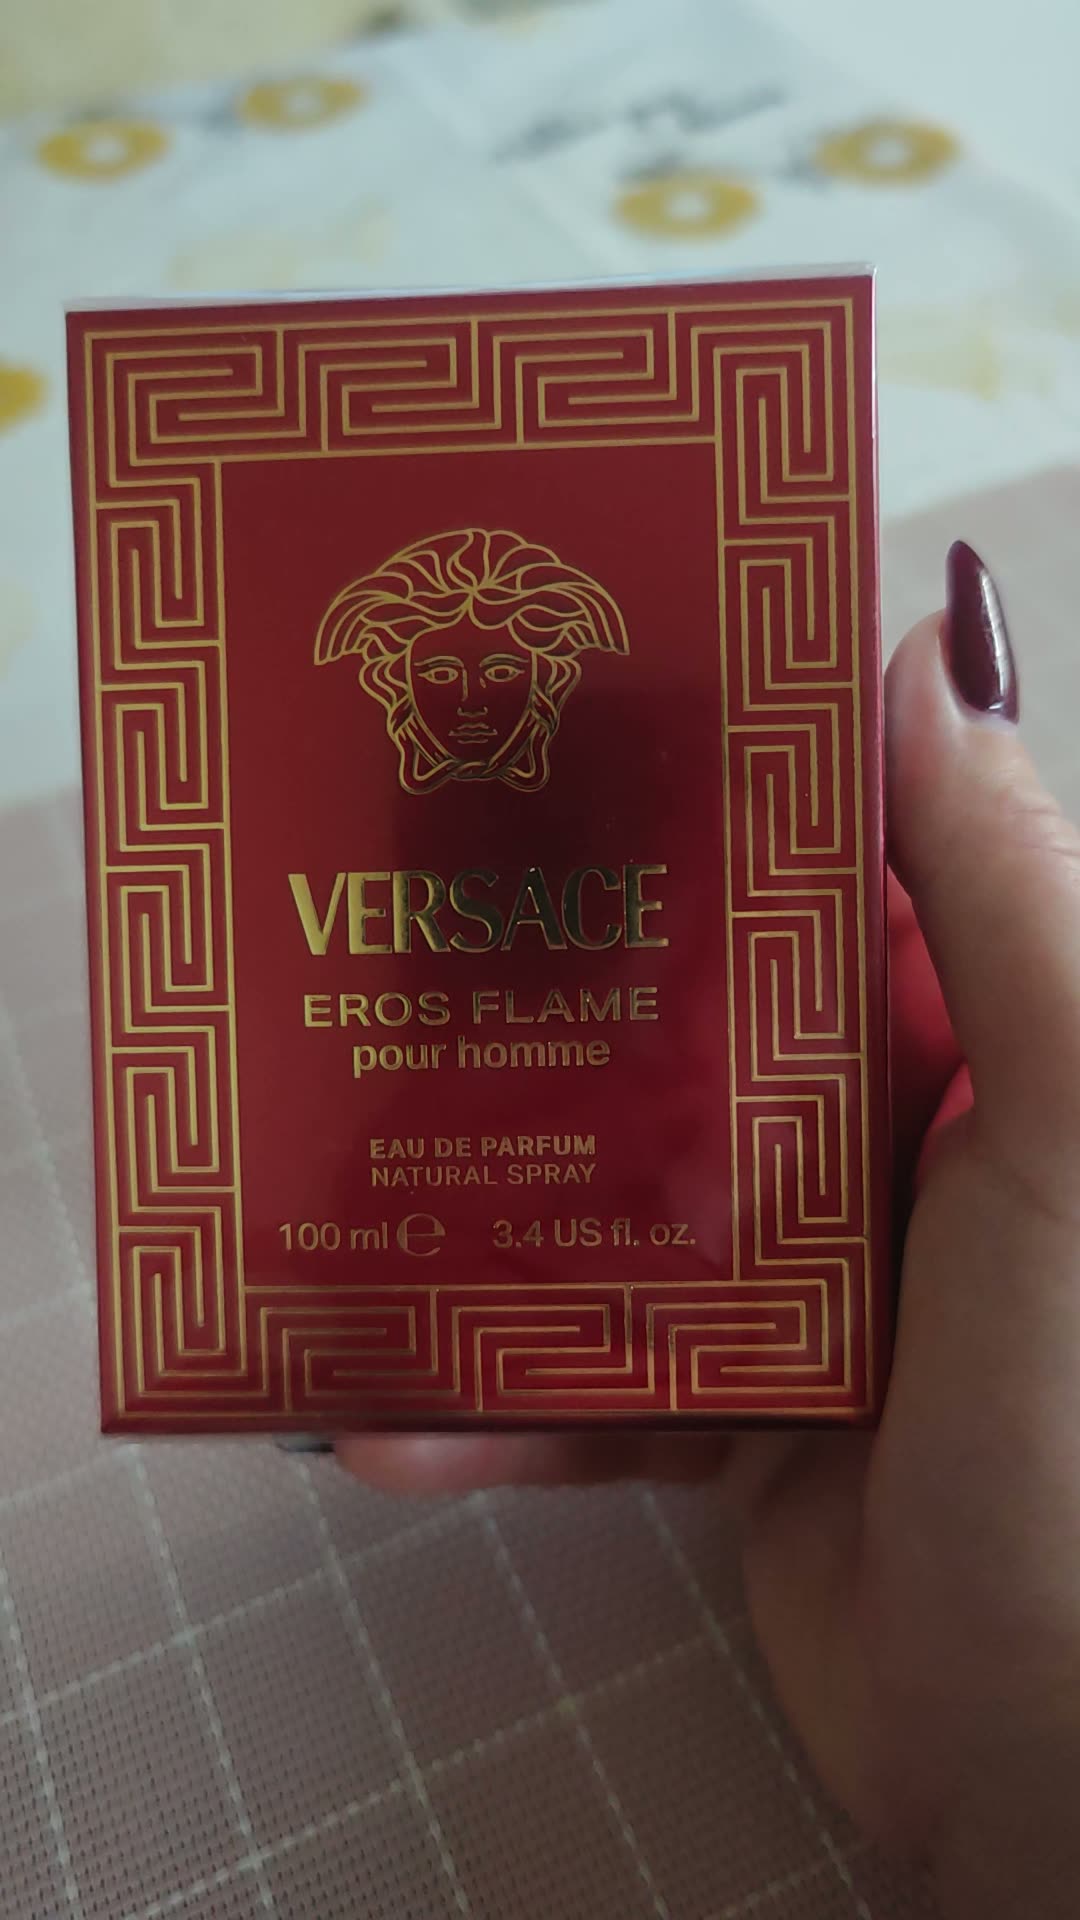 VERSACE
EROS FLAME
pour homme
EAU DE PARFUM
NATURAL SPRAY
100 ml ℮ 3.4 US fl. oz.